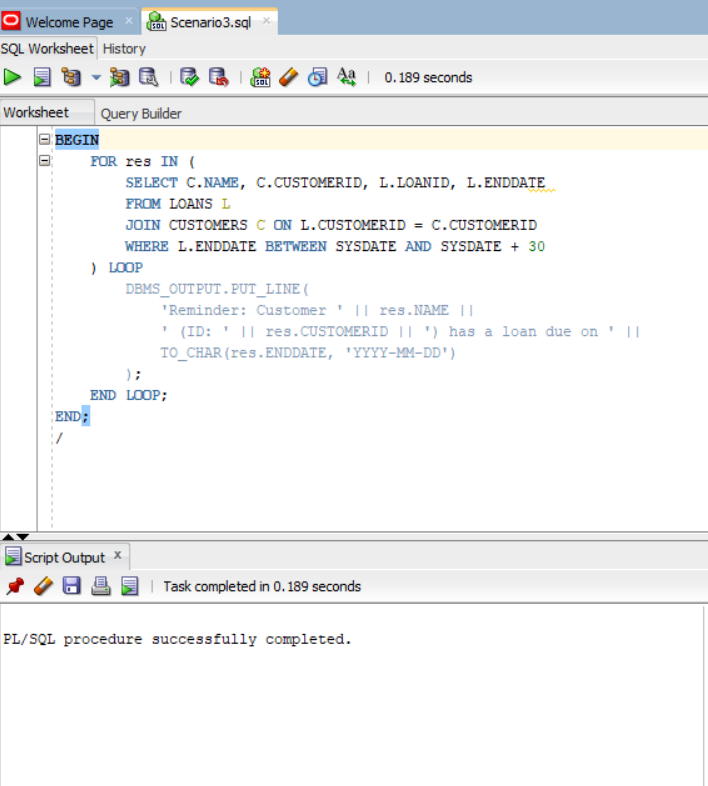 Welcome Page × Scenario3.sql ×
SQL Worksheet History
SQL Aa 0.189 seconds
Worksheet Query Builder
BEGIN
FOR res IN (
SELECT C.NAME, C.CUSTOMERID, L.LOANID, L.ENDDATE
FROM LOANS L
JOIN CUSTOMERS C ON L.CUSTOMERID = C.CUSTOMERID
WHERE L.ENDDATE BETWEEN SYSDATE AND SYSDATE + 30
) LOOP
DBMS_OUTPUT.PUT_LINE(
'Reminder: Customer ' || res.NAME ||
' (ID: ' || res.CUSTOMERID || ') has a loan due on ' ||
TO_CHAR(res.ENDDATE, 'YYYY-MM-DD')
);
END LOOP;
END;
/
Script Output ×
Task completed in 0.189 seconds
PL/SQL procedure successfully completed.